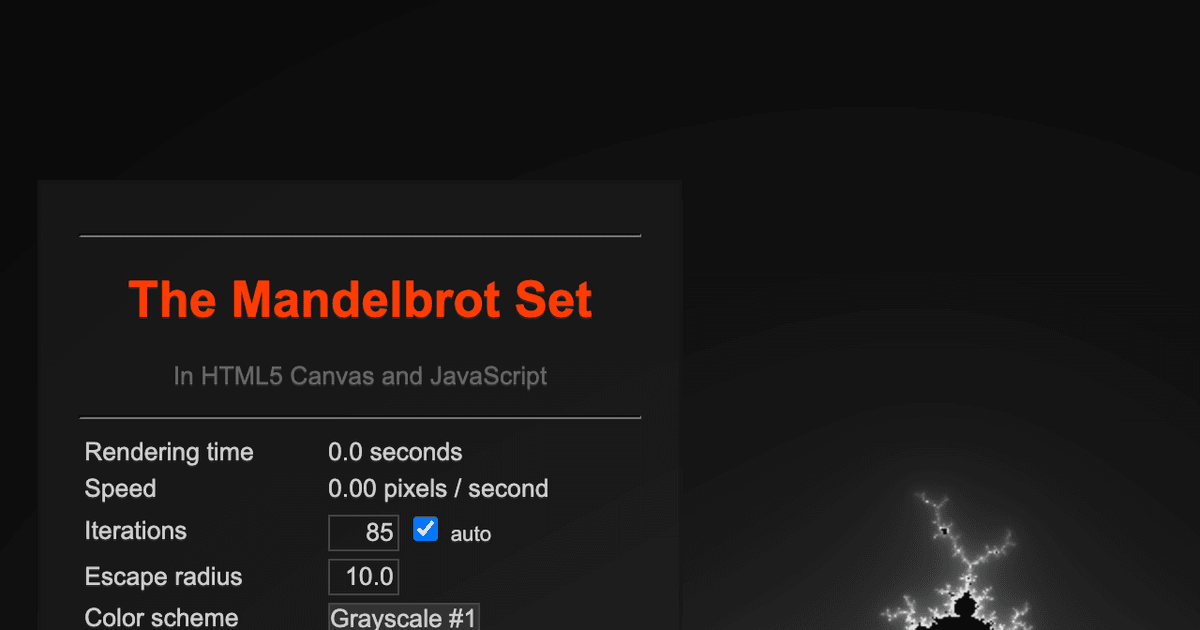 The Mandelbrot Set
In HTML5 Canvas and JavaScript
Rendering time 0.0 seconds
Speed 0.00 pixels / second
Iterations 85 auto
Escape radius 10.0
Color scheme Grayscale #1